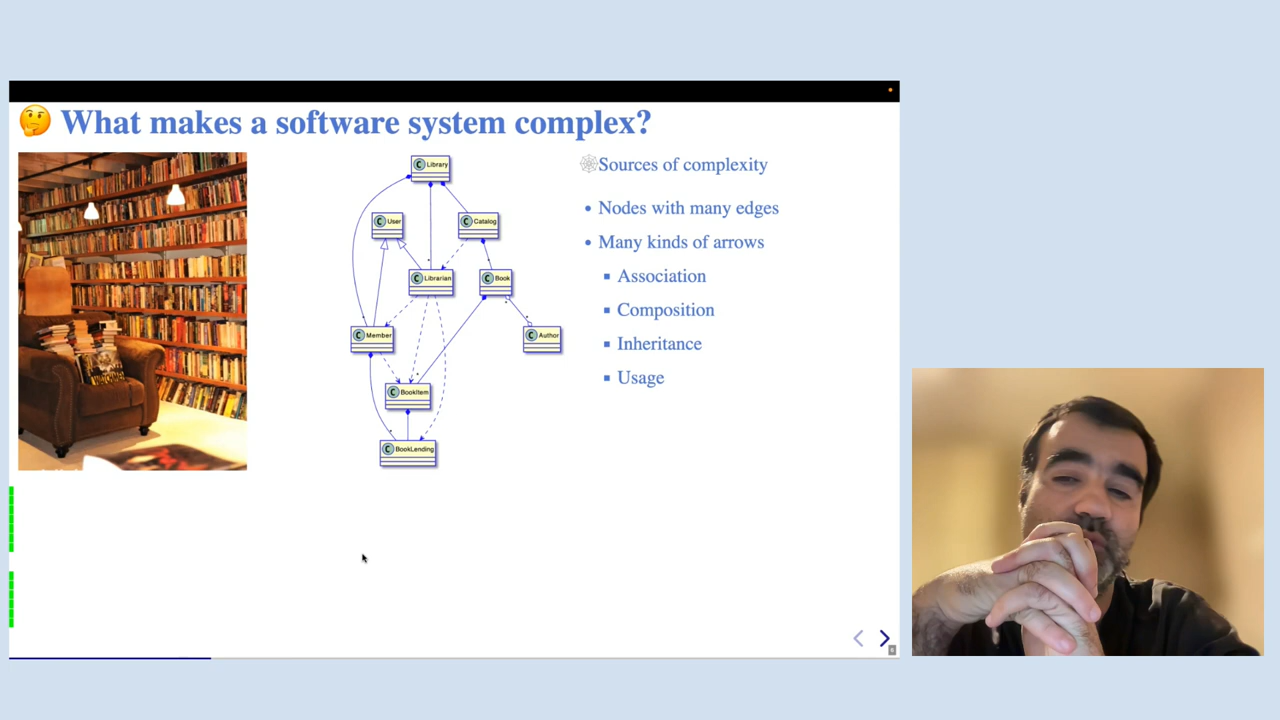 🤔 What makes a software system complex?
🕸Sources of complexity
• Nodes with many edges
• Many kinds of arrows
▪ Association
▪ Composition
▪ Inheritance
▪ Usage
C Library
C User
C Catalog
C Librarian
C Book
C Member
C Author
C BookItem
C BookLending